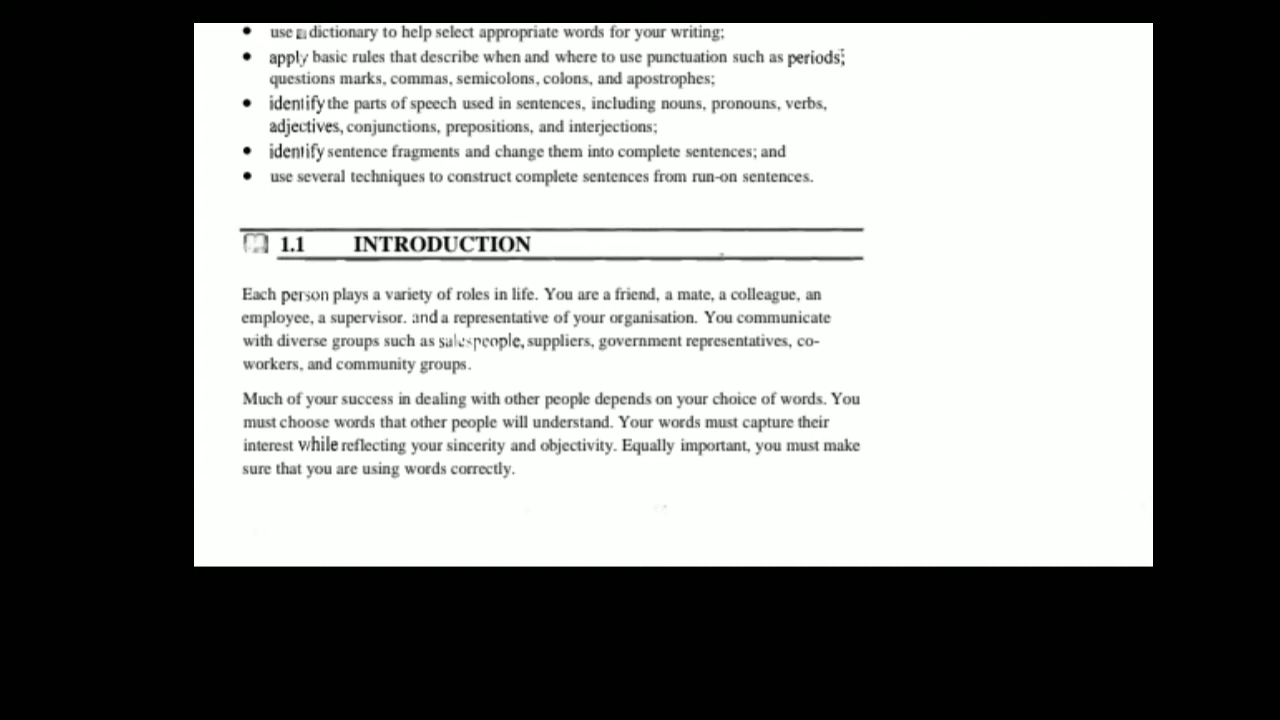 • use a dictionary to help select appropriate words for your writing;
• apply basic rules that describe when and where to use punctuation such as periods;
questions marks, commas, semicolons, colons, and apostrophes;
• identify the parts of speech used in sentences, including nouns, pronouns, verbs,
adjectives, conjunctions, prepositions, and interjections;
• identify sentence fragments and change them into complete sentences; and
• use several techniques to construct complete sentences from run-on sentences.
1.1 INTRODUCTION
Each person plays a variety of roles in life. You are a friend, a mate, a colleague, an
employee, a supervisor. and a representative of your organisation. You communicate
with diverse groups such as salespeople, suppliers, government representatives, co-
workers, and community groups.
Much of your success in dealing with other people depends on your choice of words. You
must choose words that other people will understand. Your words must capture their
interest while reflecting your sincerity and objectivity. Equally important, you must make
sure that you are using words correctly.